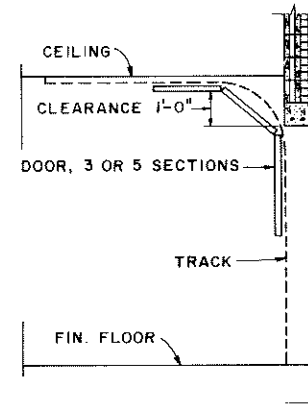 CEILING
CLEARANCE 1'-0"
DOOR, 3 OR 5 SECTIONS
TRACK
FIN. FLOOR